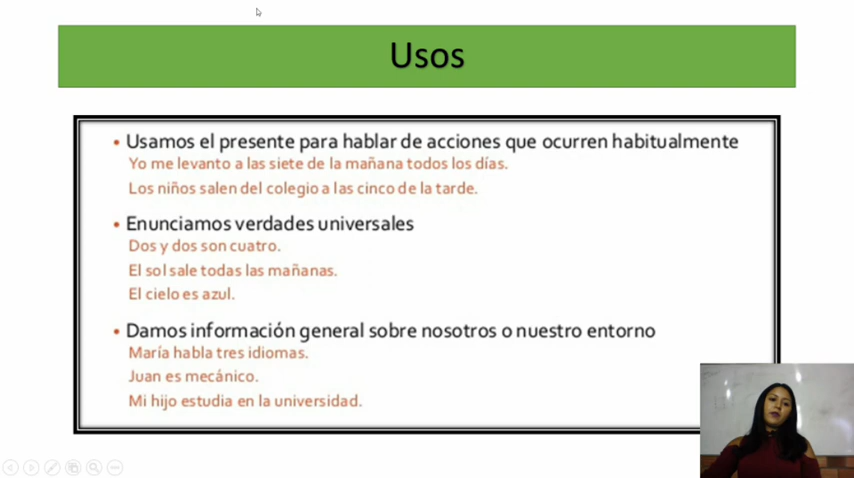 Usos
• Usamos el presente para hablar de acciones que ocurren habitualmente
Yo me levanto a las siete de la mañana todos los días.
Los niños salen del colegio a las cinco de la tarde.
• Enunciamos verdades universales
Dos y dos son cuatro.
El sol sale todas las mañanas.
El cielo es azul.
• Damos información general sobre nosotros o nuestro entorno
María habla tres idiomas.
Juan es mecánico.
Mi hijo estudia en la universidad.